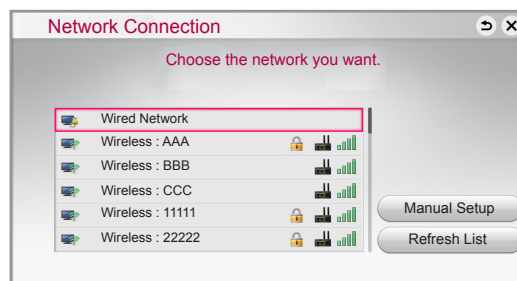 Network Connection
Choose the network you want.
Wired Network
Wireless : AAA
Wireless : BBB
Wireless : CCC
Wireless : 11111
Wireless : 22222
Manual Setup
Refresh List